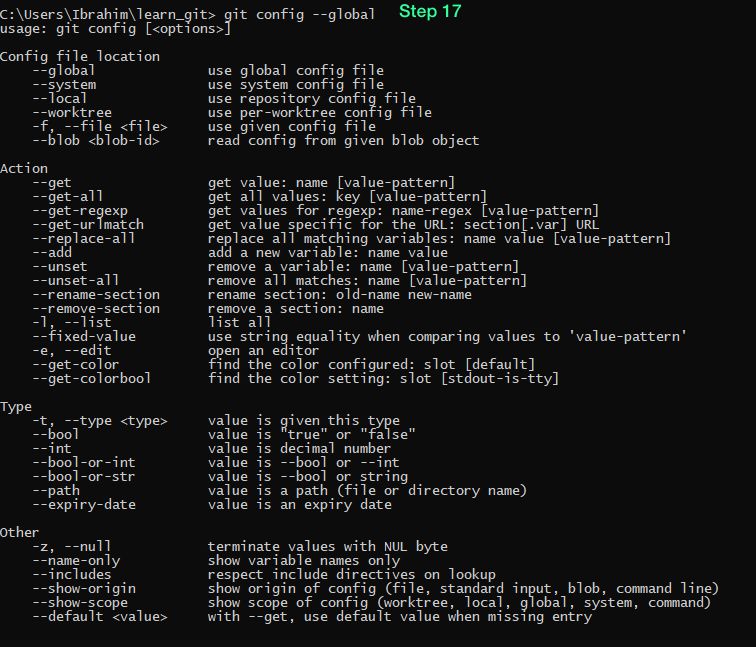 C:\Users\Ibrahim\learn_git> git config --global Step 17
usage: git config [<options>]
Config file location
--global use global config file
--system use system config file
--local use repository config file
--worktree use per-worktree config file
-f, --file <file> use given config file
--blob <blob-id> read config from given blob object
Action
--get get value: name [value-pattern]
--get-all get all values: key [value-pattern]
--get-regexp get values for regexp: name-regex [value-pattern]
--get-urlmatch get value specific for the URL: section[.var] URL
--replace-all replace all matching variables: name value [value-pattern]
--add add a new variable: name value
--unset remove a variable: name [value-pattern]
--unset-all remove all matches: name [value-pattern]
--rename-section rename section: old-name new-name
--remove-section remove a section: name
-l, --list list all
--fixed-value use string equality when comparing values to 'value-pattern'
-e, --edit open an editor
--get-color find the color configured: slot [default]
--get-colorbool find the color setting: slot [stdout-is-tty]
Type
-t, --type <type> value is given this type
--bool value is "true" or "false"
--int value is decimal number
--bool-or-int value is --bool or --int
--bool-or-str value is --bool or string
--path value is a path (file or directory name)
--expiry-date value is an expiry date
Other
-z, --null terminate values with NUL byte
--name-only show variable names only
--includes respect include directives on lookup
--show-origin show origin of config (file, standard input, blob, command line)
--show-scope show scope of config (worktree, local, global, system, command)
--default <value> with --get, use default value when missing entry